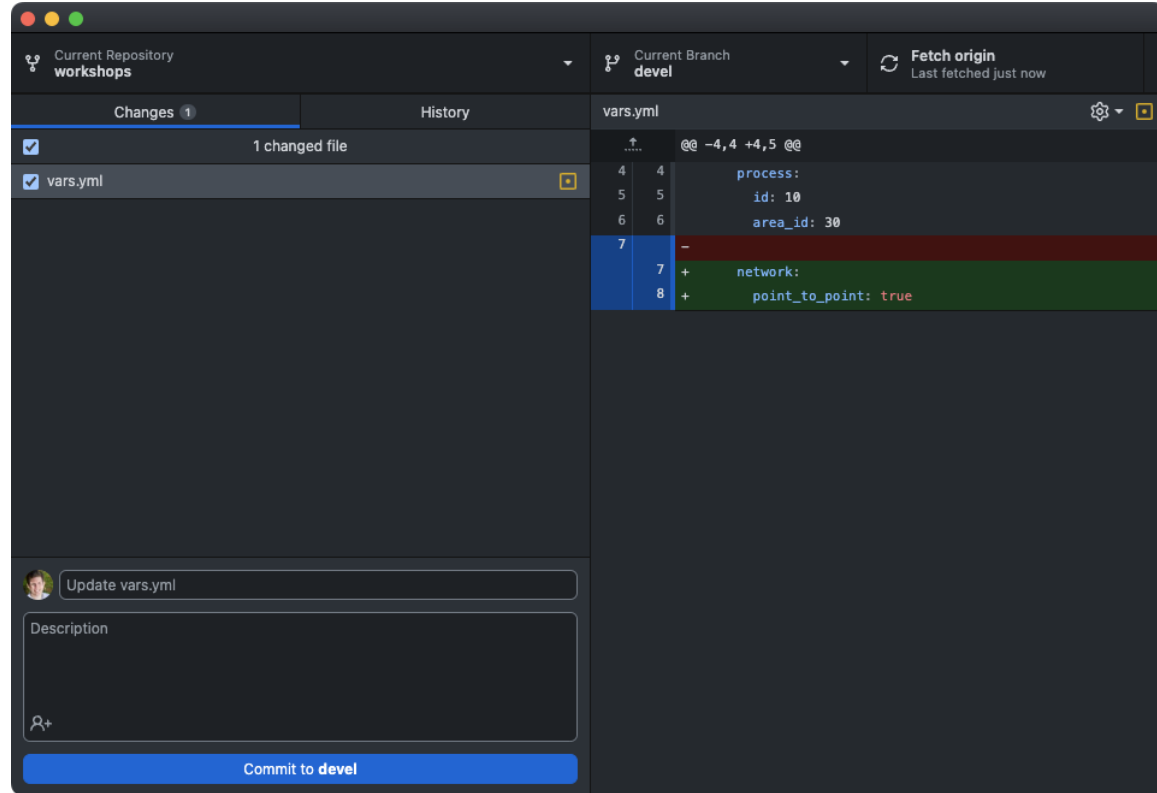 Current Repository
workshops
Current Branch
devel
Fetch origin
Last fetched just now
Changes 1
History
1 changed file
vars.yml
vars.yml
@@ -4,4 +4,5 @@
4 4 process:
5 5 id: 10
6 6 area_id: 30
7 -
7 + network:
8 + point_to_point: true
Update vars.yml
Description
Commit to devel